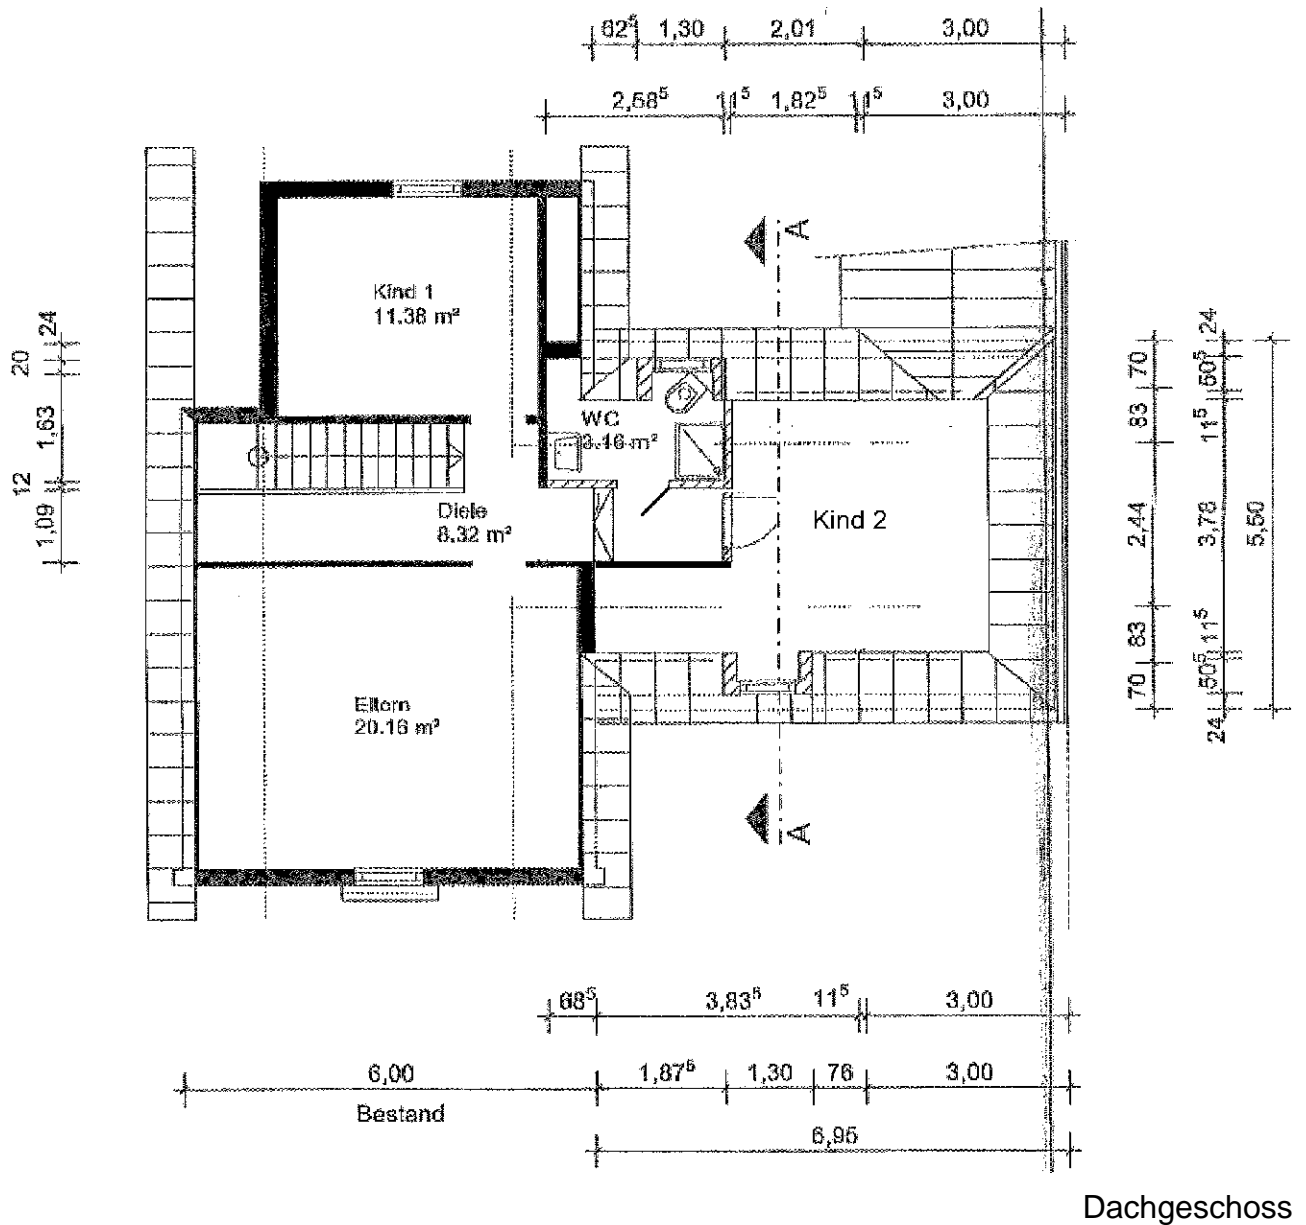 62⁵ 1,30 2,01 3,00
2,58⁵ 11⁵ 1,82⁵ 11⁵ 3,00
A
Kind 1
11.38 m²
24
20
1,63
12
1,09
WC
3.16 m²
Diele
8.32 m²
Kind 2
Eltern
20.16 m²
A
70
83
2,44
83
70
24
50⁵
11⁵
3,78
11⁵
50⁵
24
5,50
68⁵ 3,83⁵ 11⁵ 3,00
6,00 1,87⁵ 1,30 76 3,00
Bestand
6,95
Dachgeschoss